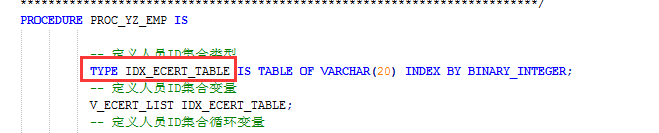 *****************************************************************************/
PROCEDURE PROC_YZ_EMP IS
-- 定义人员ID集合类型
TYPE IDX_ECERT_TABLE IS TABLE OF VARCHAR(20) INDEX BY BINARY_INTEGER;
-- 定义人员ID集合变量
V_ECERT_LIST IDX_ECERT_TABLE;
-- 定义人员ID集合循环变量